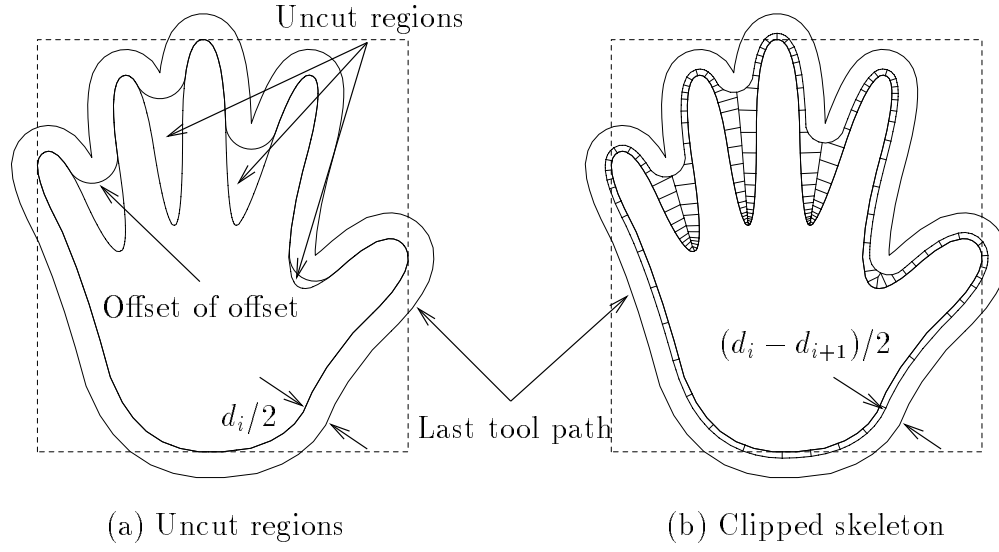 Uncut regions
Offset of offset
d_i/2
(d_i − d_{i+1})/2
Last tool path
(a) Uncut regions
(b) Clipped skeleton